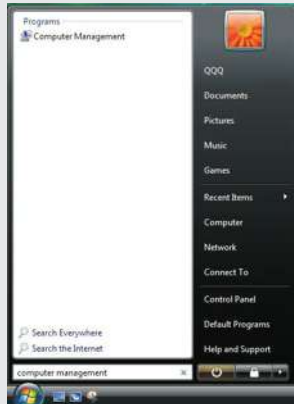 Programs
Computer Management
Search Everywhere
Search the Internet
computer management
QQQ
Documents
Pictures
Music
Games
Recent Items
Computer
Network
Connect To
Control Panel
Default Programs
Help and Support